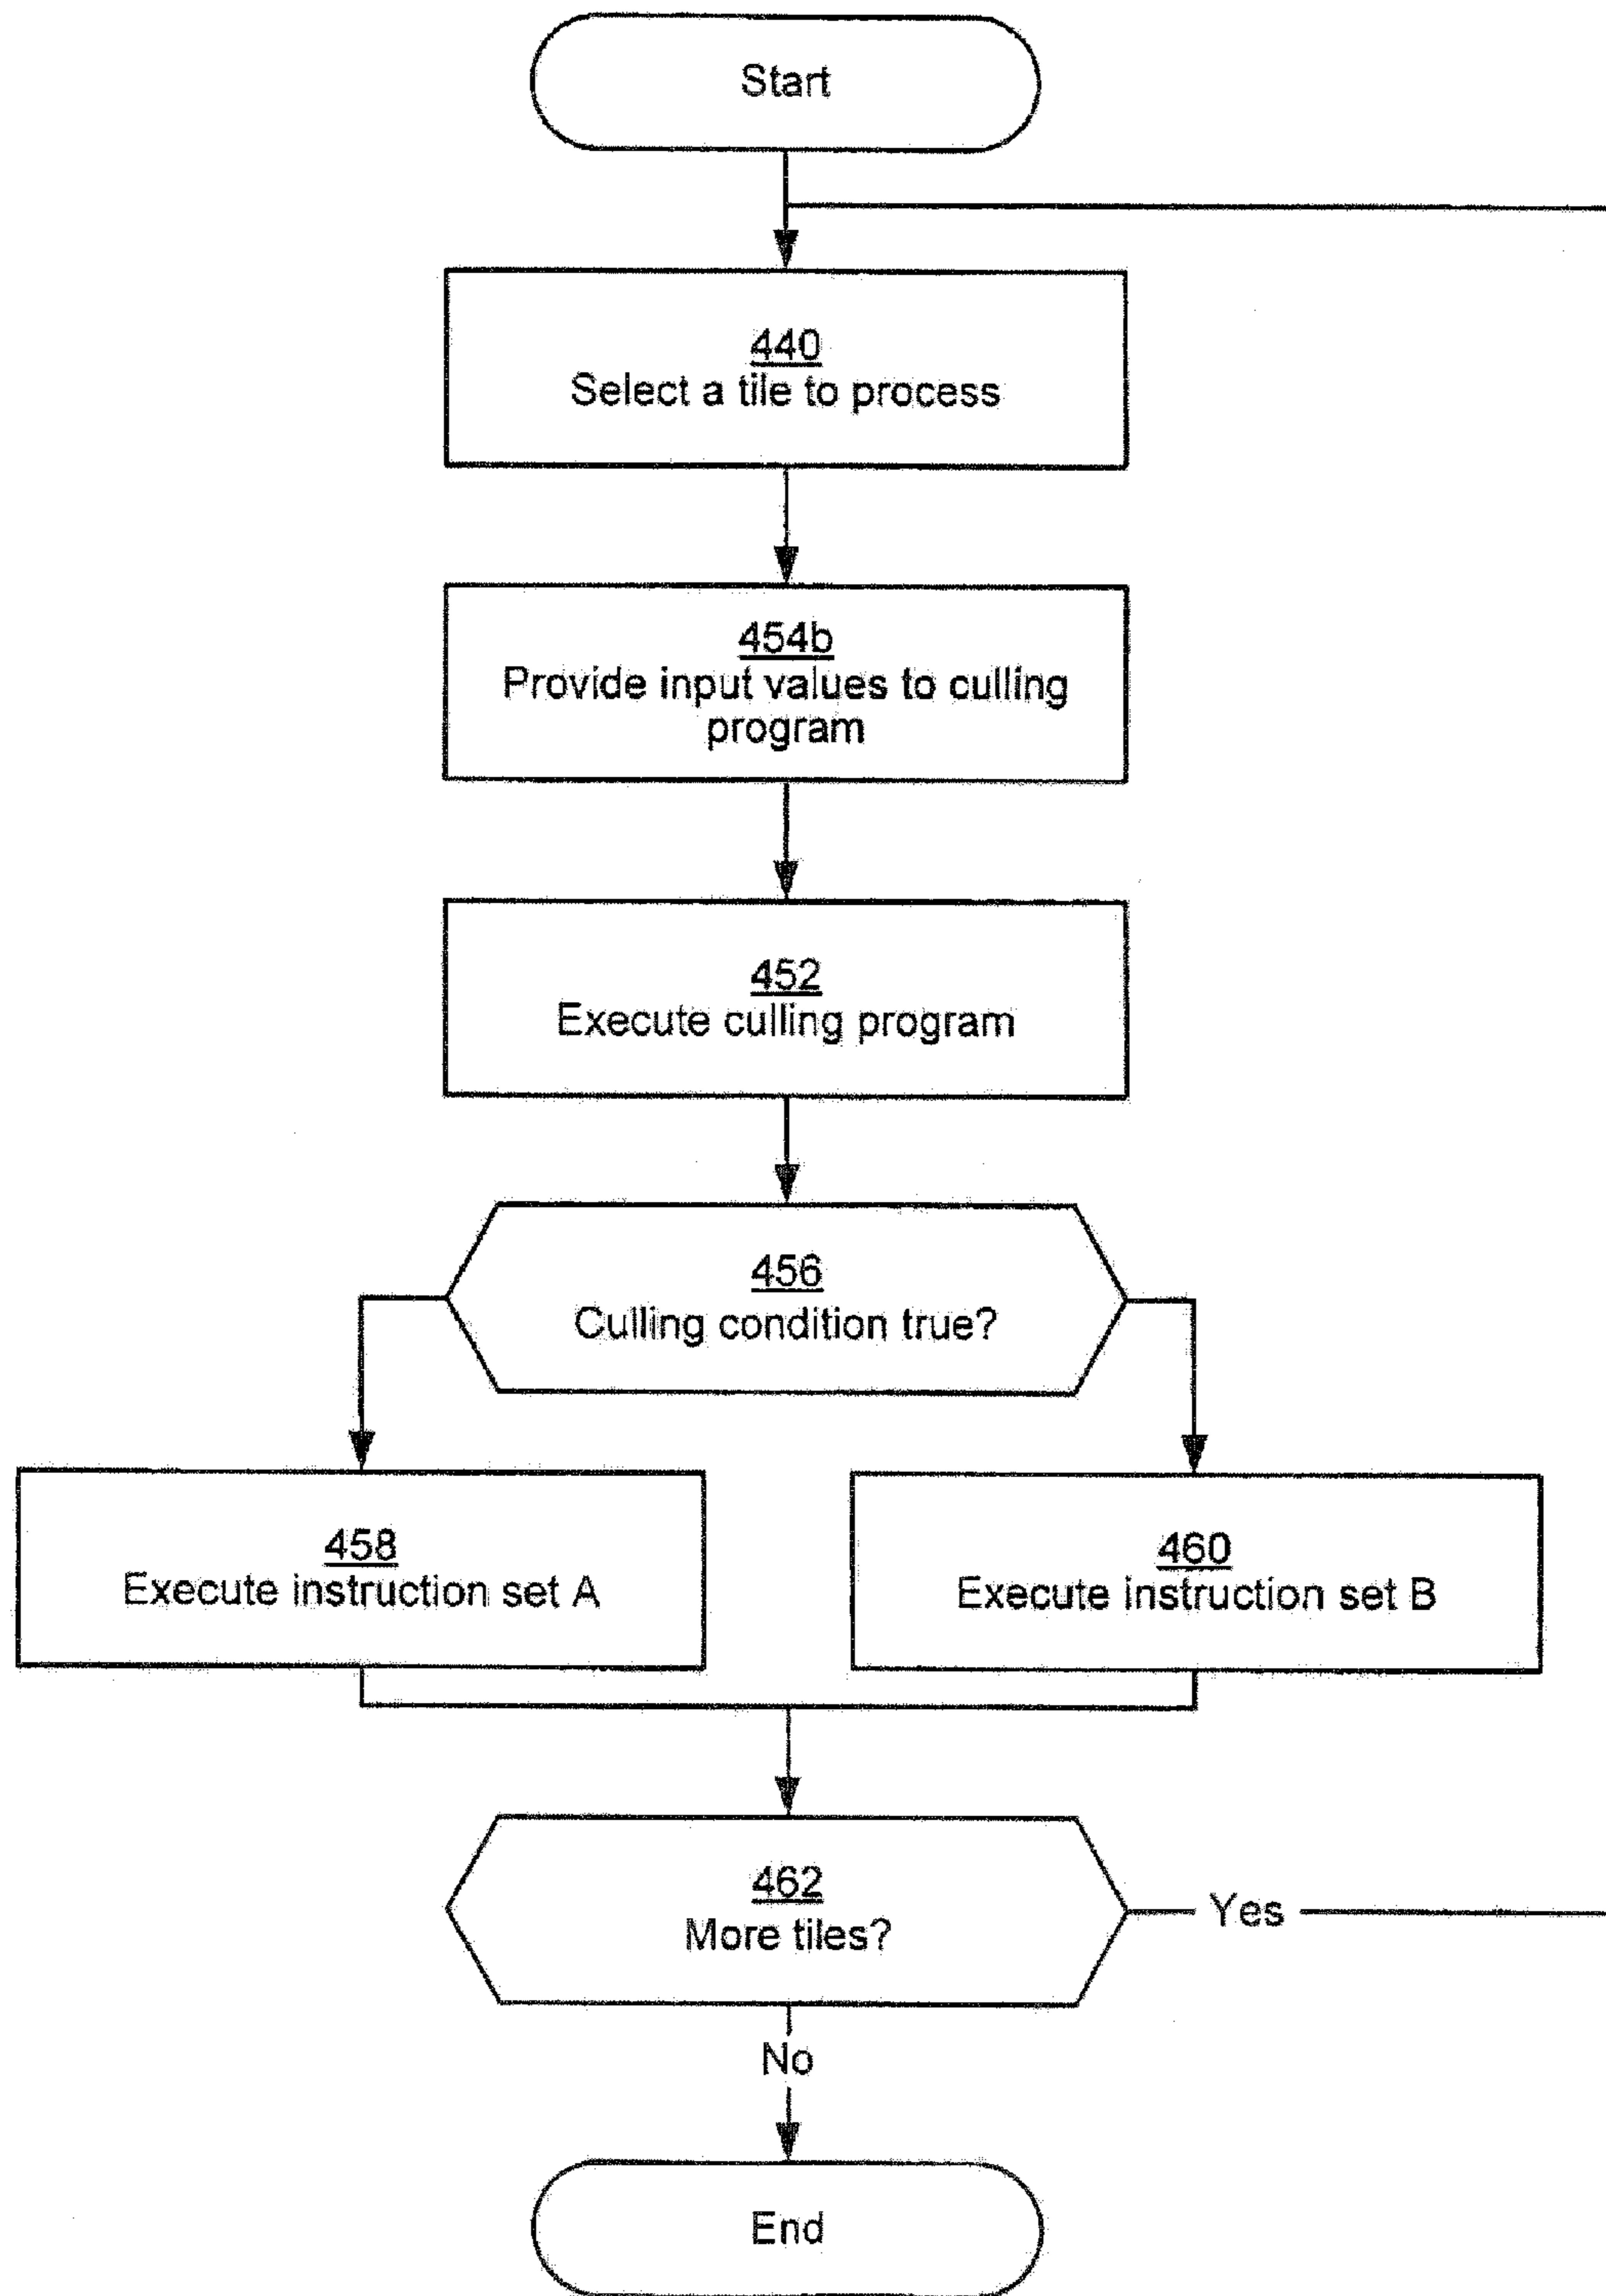 Start
440
Select a tile to process
454b
Provide input values to culling
program
452
Execute culling program
456
Culling condition true?
458
Execute instruction set A
460
Execute instruction set B
462
More tiles?
Yes
No
End